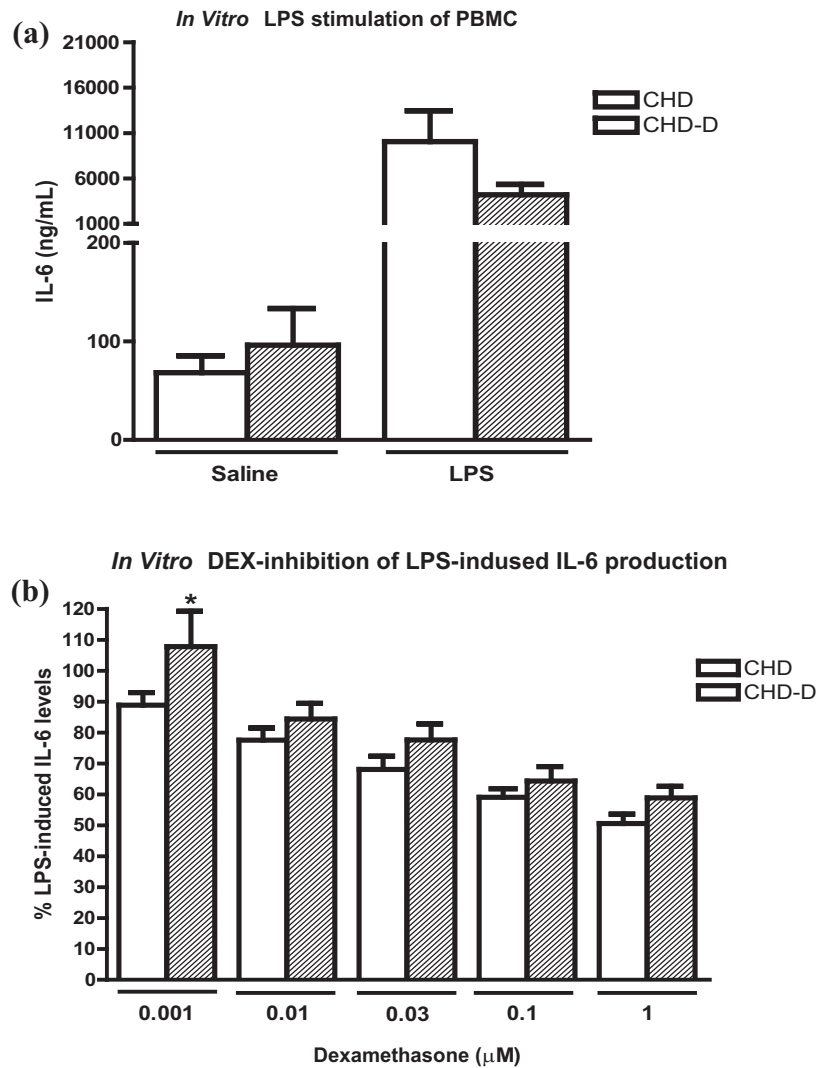 (a)
In Vitro LPS stimulation of PBMC
21000
16000
11000
6000
1000
200
100
0
IL-6 (ng/mL)
CHD
CHD-D
Saline
LPS
In Vitro DEX-inhibition of LPS-indused IL-6 production
(b)
120
110
100
90
80
70
60
50
40
30
20
10
0
% LPS-induced IL-6 levels
*
CHD
CHD-D
0.001
0.01
0.03
0.1
1
Dexamethasone (μM)